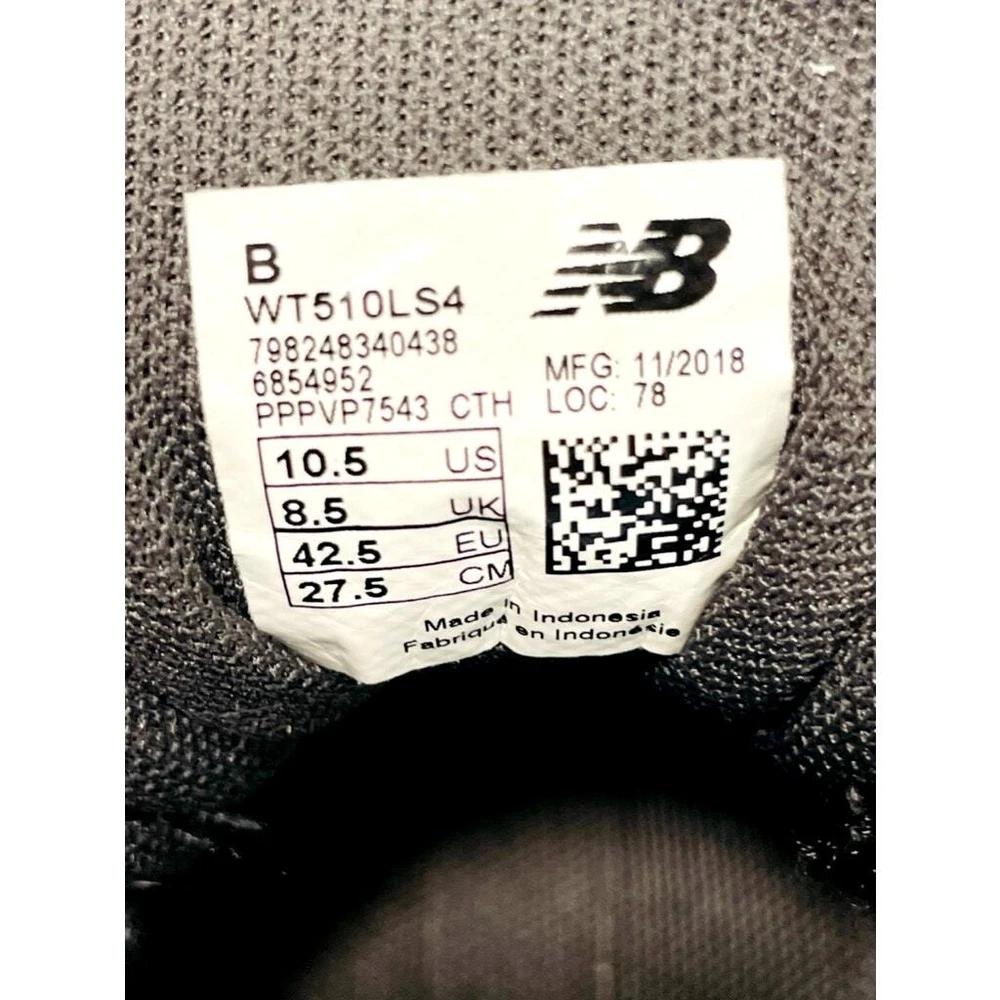 B
NB
WT510LS4
798248340438
6854952
PPPVP7543 CTH
MFG: 11/2018
LOC: 78
10.5 US
8.5 UK
42.5 EU
27.5 CM
Made in Indonesia
Fabriqué en Indonésie